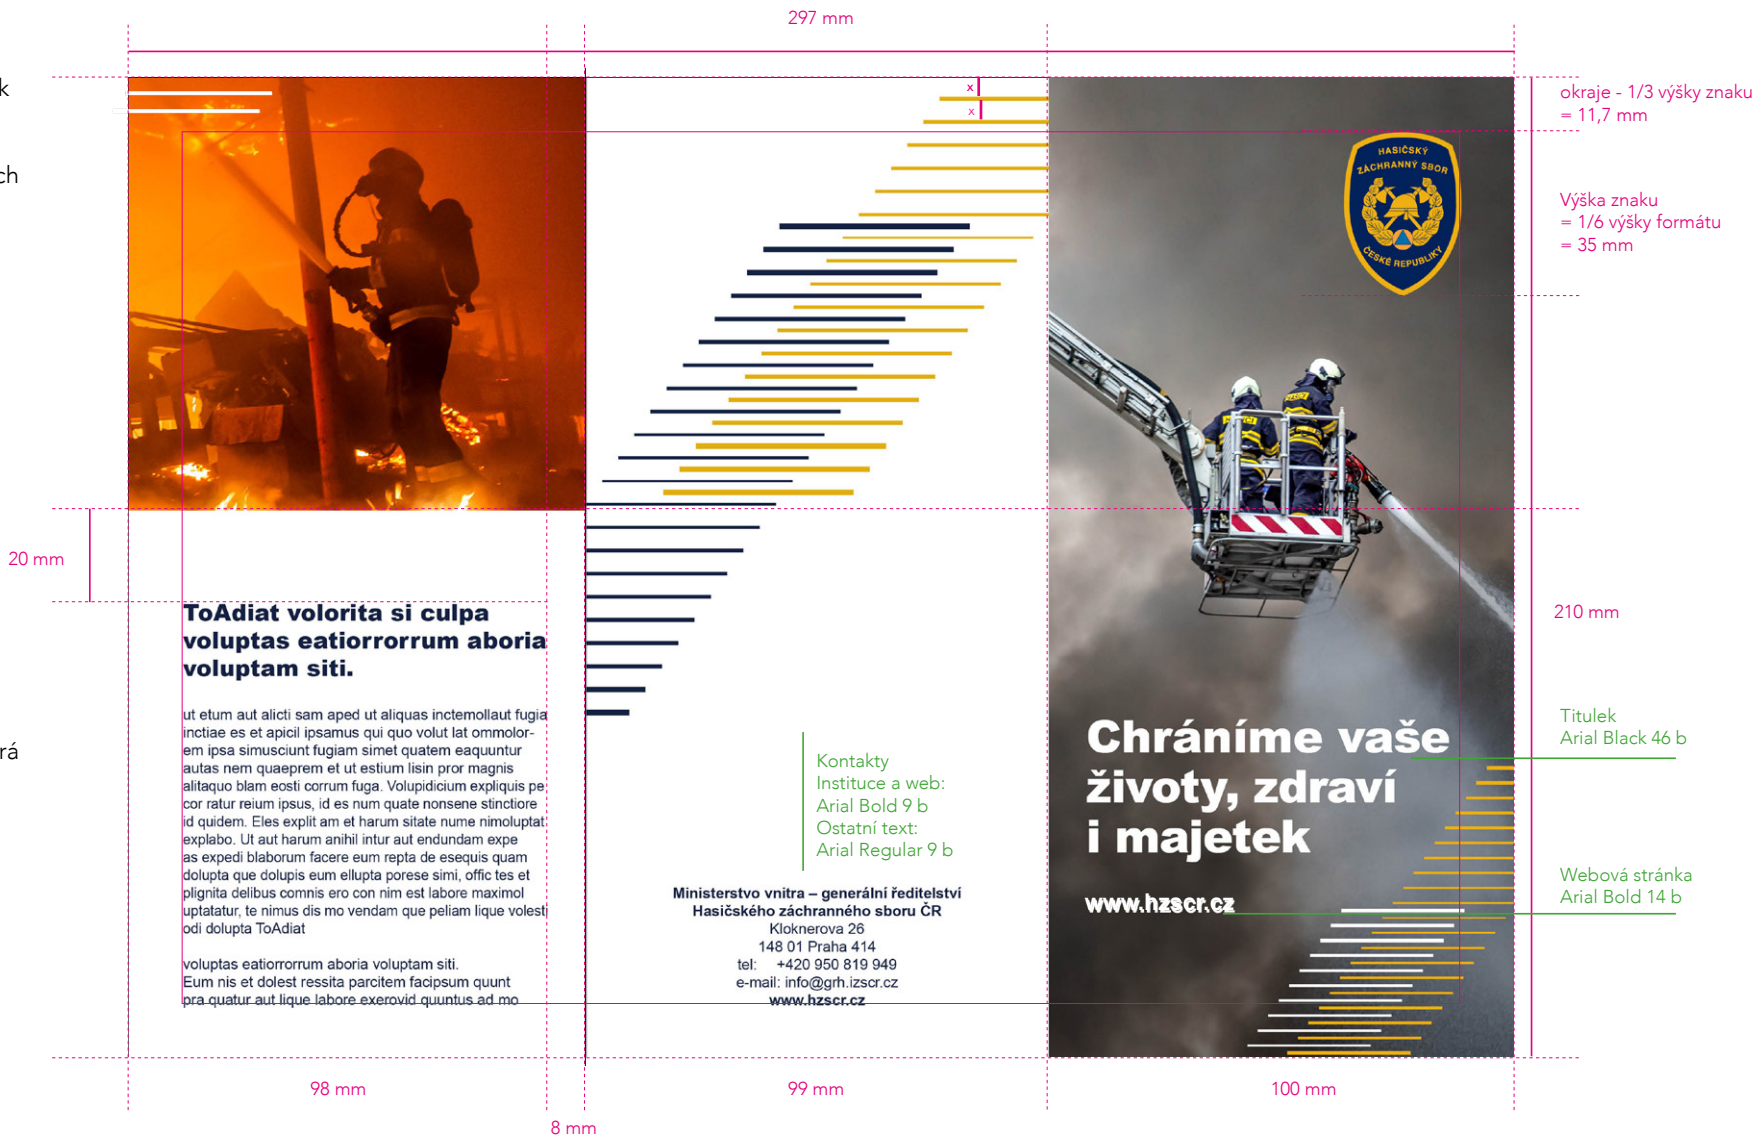 297 mm
k
ch
rá
x
x
okraje - 1/3 výšky znaku
= 11,7 mm
HASIČSKÝ
ZÁCHRANNÝ SBOR
ČESKÉ REPUBLIKY
Výška znaku
= 1/6 výšky formátu
= 35 mm
20 mm
ToAdiat volorita si culpa
voluptas eatiorrorrum aboria
voluptam siti.
ut etum aut alicti sam aped ut aliquas inctemollaut fugia
inctiae es et apicil ipsamus qui quo volut lat ommolor-
em ipsa simusciunt fugiam simet quatem eaquuntur
autas nem quaeprem et ut estium lisin pror magnis
alitaquo blam eosti corrum fuga. Volupidicium expliquis pe
cor ratur reium ipsus, id es num quate nonsene stinctiore
id quidem. Eles explit am et harum sitate nume nimoluptat
explabo. Ut aut harum anihil intur aut endundam expe
as expedi blaborum facere eum repta de esequis quam
dolupta que dolupis eum ellupta porese simi, offic tes et
plignita delibus comnis ero con nim est labore maximol
uptatatur, te nimus dis mo vendam que peliam lique volest
odi dolupta ToAdiat
voluptas eatiorrorrum aboria voluptam siti.
Eum nis et dolest ressita parcitem facipsum quunt
pra quatur aut lique labore exerovid quuntus ad mo
Kontakty
Instituce a web:
Arial Bold 9 b
Ostatní text:
Arial Regular 9 b
Ministerstvo vnitra – generální ředitelství
Hasičského záchranného sboru ČR
Kloknerova 26
148 01 Praha 414
tel: +420 950 819 949
e-mail: info@grh.izscr.cz
www.hzscr.cz
Chráníme vaše
životy, zdraví
i majetek
www.hzscr.cz
210 mm
Titulek
Arial Black 46 b
Webová stránka
Arial Bold 14 b
98 mm
99 mm
100 mm
8 mm